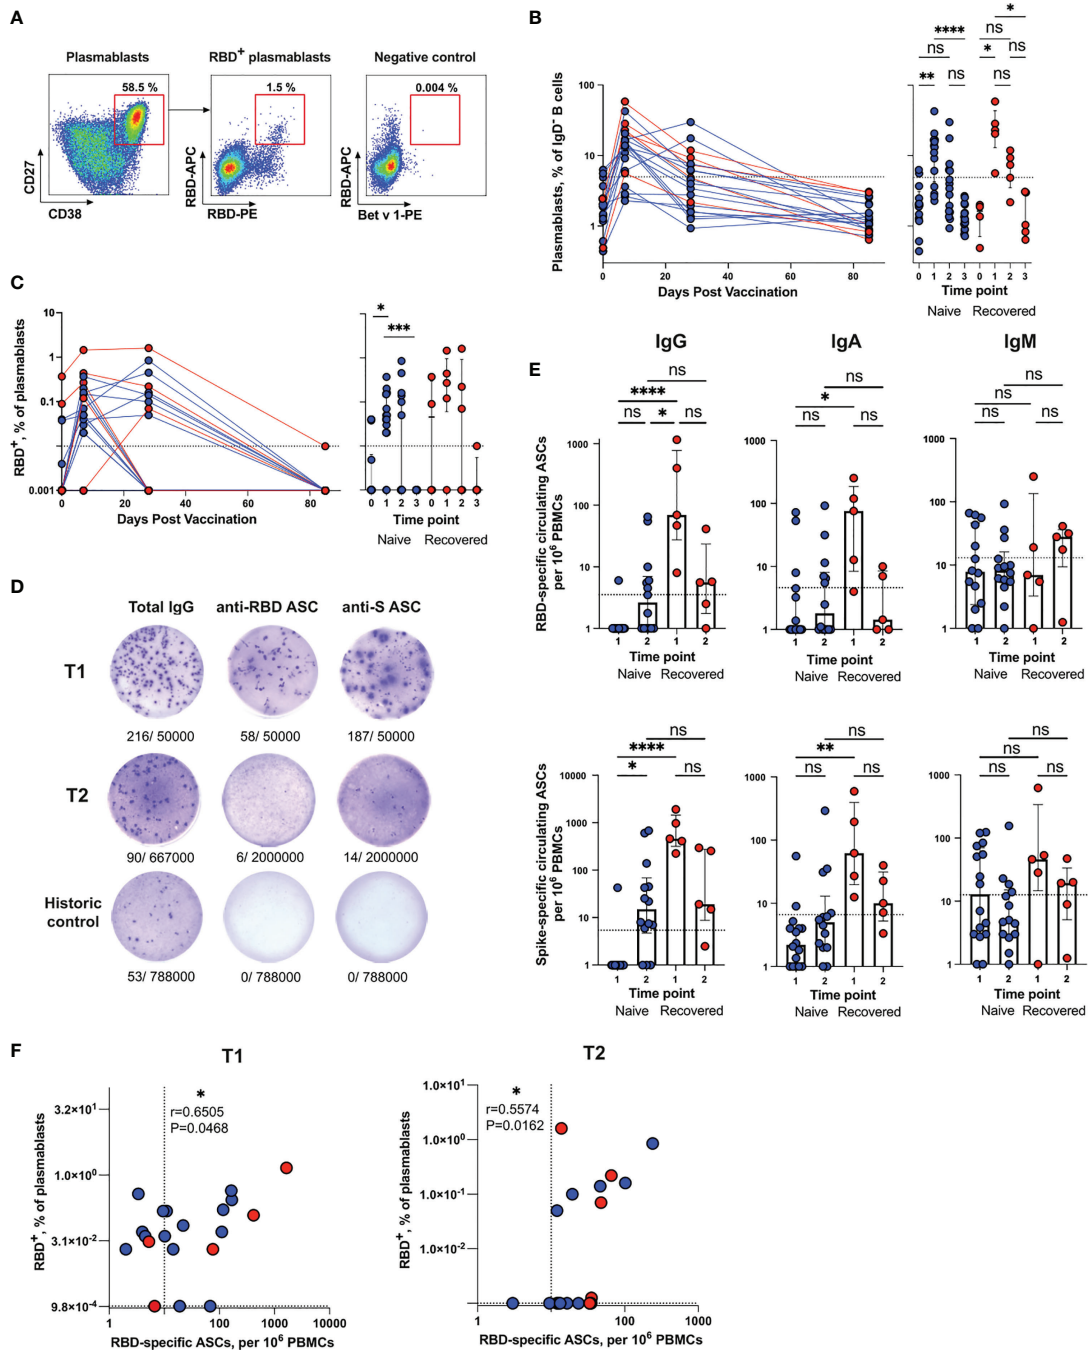 A
Plasmablasts
RBD+ plasmablasts
Negative control
58.5 %
1.5 %
0.004 %
CD27
CD38
RBD-APC
RBD-PE
RBD-APC
Bet v 1-PE
B
Plasmablasts, % of IgD- B cells
100
10
1
0 20 40 60 80
Days Post Vaccination
ns *
**** ns
ns *
** ns ns
0 1 2 3 0 1 2 3
Time point
Naive Recovered
C
RBD+, % of plasmablasts
10
1
0.1
0.001
0 20 40 60 80
Days Post Vaccination
*
***
0 1 2 3 0 1 2 3
Time point
Naive Recovered
D
Total IgG anti-RBD ASC anti-S ASC
T1
216/ 50000 58/ 50000 187/ 50000
T2
90/ 667000 6/ 2000000 14/ 2000000
Historic
control
53/ 788000 0/ 788000 0/ 788000
E
IgG IgA IgM
RBD-specific circulating ASCs
per 10^6 PBMCs
ns
****
ns * ns
1000
100
10
1
1 2 1 2
Time point
Naive Recovered
ns
*
ns ns
1000
100
10
1
1 2 1 2
Time point
Naive Recovered
ns
ns
ns ns
1000
100
10
1
1 2 1 2
Time point
Naive Recovered
Spike-specific circulating ASCs
per 10^6 PBMCs
ns
****
* ns
10000
1000
100
10
1
1 2 1 2
Time point
Naive Recovered
ns
**
ns ns
1000
100
10
1
1 2 1 2
Time point
Naive Recovered
ns
ns
ns ns
1000
100
10
1
1 2 1 2
Time point
Naive Recovered
F
T1
*
r=0.6505
P=0.0468
RBD+, % of plasmablasts
3.2×10^1
1.0×10^0
3.1×10^-2
9.8×10^-4
1 100 1000 10000
RBD-specific ASCs, per 10^6 PBMCs
T2
*
r=0.5574
P=0.0162
RBD+, % of plasmablasts
1.0×10^1
1.0×10^0
1.0×10^-1
1.0×10^-2
1 100 1000
RBD-specific ASCs, per 10^6 PBMCs